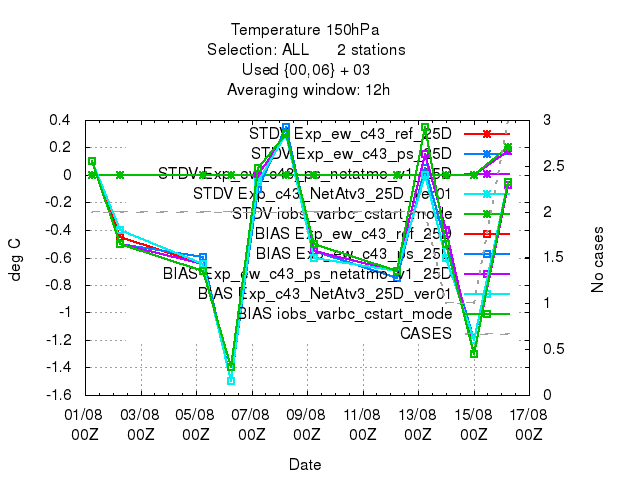 Temperature 150hPa
Selection: ALL 2 stations
Used {00,06} + 03
Averaging window: 12h
0.4
0.2
0
-0.2
-0.4
-0.6
-0.8
-1
-1.2
-1.4
-1.6
deg C
STDV Exp_ew_c43_ref_25D
STDV Exp_ew_c43_ps_25D
STDV Exp_ew_c43_ps_netatmo_v1_25D
STDV Exp_c43_NetAtv3_25D_ver01
STDV iobs_varbc_cstart_mode
BIAS Exp_ew_c43_ref_25D
BIAS Exp_ew_c43_ps_25D
BIAS Exp_ew_c43_ps_netatmo_v1_25D
BIAS Exp_c43_NetAtv3_25D_ver01
BIAS iobs_varbc_cstart_mode
CASES
3
2.5
2
1.5
1
0.5
0
No cases
01/08 03/08 05/08 07/08 09/08 11/08 13/08 15/08 17/08
00Z 00Z 00Z 00Z 00Z 00Z 00Z 00Z 00Z
Date